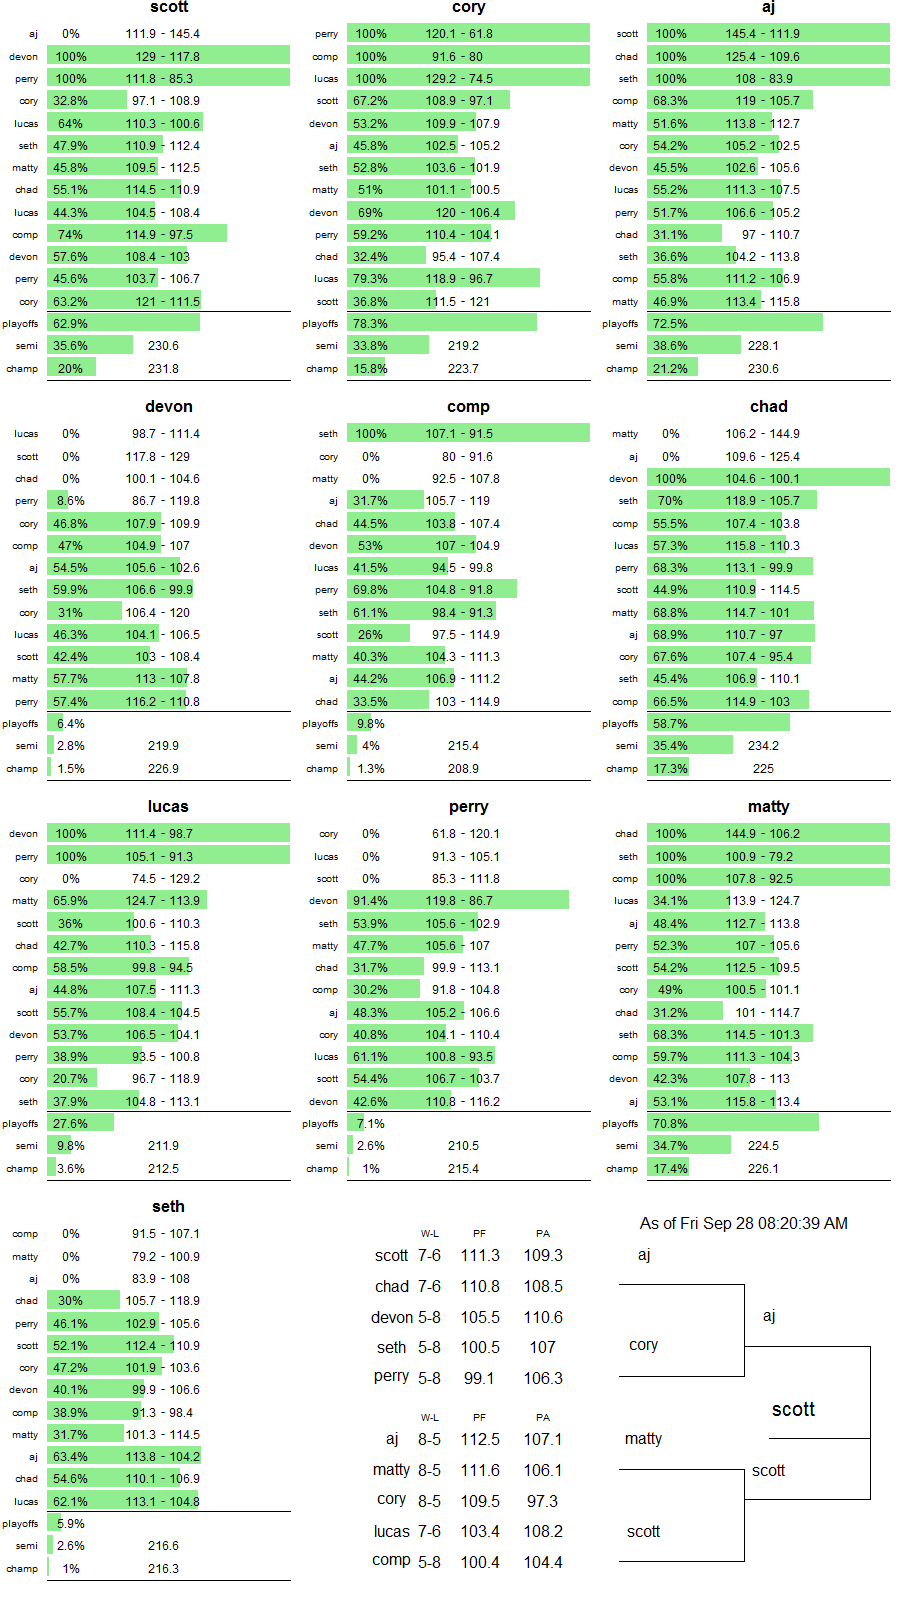 scott cory aj
aj 0% 111.9 - 145.4 perry 100% 120.1 - 61.8 scott 100% 145.4 - 111.9
devon 100% 129 - 117.8 comp 100% 91.6 - 80 chad 100% 125.4 - 109.6
perry 100% 111.8 - 85.3 lucas 100% 129.2 - 74.5 seth 100% 108 - 83.9
cory 32.8% 97.1 - 108.9 scott 67.2% 108.9 - 97.1 comp 68.3% 119 - 105.7
lucas 64% 110.3 - 100.6 devon 53.2% 109.9 - 107.9 matty 51.6% 113.8 - 112.7
seth 47.9% 110.9 - 112.4 aj 45.8% 102.5 - 105.2 cory 54.2% 105.2 - 102.5
matty 45.8% 109.5 - 112.5 seth 52.8% 103.6 - 101.9 devon 45.5% 102.6 - 105.6
chad 55.1% 114.5 - 110.9 matty 51% 101.1 - 100.5 lucas 55.2% 111.3 - 107.5
lucas 44.3% 104.5 - 108.4 devon 69% 120 - 106.4 perry 51.7% 106.6 - 105.2
comp 74% 114.9 - 97.5 perry 59.2% 110.4 - 104.1 chad 31.1% 97 - 110.7
devon 57.6% 108.4 - 103 chad 32.4% 95.4 - 107.4 seth 36.6% 104.2 - 113.8
perry 45.6% 103.7 - 106.7 lucas 79.3% 118.9 - 96.7 comp 55.8% 111.2 - 106.9
cory 63.2% 121 - 111.5 scott 36.8% 111.5 - 121 matty 46.9% 113.4 - 115.8
playoffs 62.9% playoffs 78.3% playoffs 72.5%
semi 35.6% 230.6 semi 33.8% 219.2 semi 38.6% 228.1
champ 20% 231.8 champ 15.8% 223.7 champ 21.2% 230.6
devon comp chad
lucas 0% 98.7 - 111.4 seth 100% 107.1 - 91.5 matty 0% 106.2 - 144.9
scott 0% 117.8 - 129 cory 0% 80 - 91.6 aj 0% 109.6 - 125.4
chad 0% 100.1 - 104.6 matty 0% 92.5 - 107.8 devon 100% 104.6 - 100.1
perry 8.6% 86.7 - 119.8 aj 31.7% 105.7 - 119 seth 70% 118.9 - 105.7
cory 46.8% 107.9 - 109.9 chad 44.5% 103.8 - 107.4 comp 55.5% 107.4 - 103.8
comp 47% 104.9 - 107 devon 53% 107 - 104.9 lucas 57.3% 115.8 - 110.3
aj 54.5% 105.6 - 102.6 lucas 41.5% 94.5 - 99.8 perry 68.3% 113.1 - 99.9
seth 59.9% 106.6 - 99.9 perry 69.8% 104.8 - 91.8 scott 44.9% 110.9 - 114.5
cory 31% 106.4 - 120 seth 61.1% 98.4 - 91.3 matty 68.8% 114.7 - 101
lucas 46.3% 104.1 - 106.5 scott 26% 97.5 - 114.9 aj 68.9% 110.7 - 97
scott 42.4% 103 - 108.4 matty 40.3% 104.3 - 111.3 cory 67.6% 107.4 - 95.4
matty 57.7% 113 - 107.8 aj 44.2% 106.9 - 111.2 seth 45.4% 106.9 - 110.1
perry 57.4% 116.2 - 110.8 chad 33.5% 103 - 114.9 comp 66.5% 114.9 - 103
playoffs 6.4% playoffs 9.8% playoffs 58.7%
semi 2.8% 219.9 semi 4% 215.4 semi 35.4% 234.2
champ 1.5% 226.9 champ 1.3% 208.9 champ 17.3% 225
lucas perry matty
devon 100% 111.4 - 98.7 cory 0% 61.8 - 120.1 chad 100% 144.9 - 106.2
perry 100% 105.1 - 91.3 lucas 0% 91.3 - 105.1 seth 100% 100.9 - 79.2
cory 0% 74.5 - 129.2 scott 0% 85.3 - 111.8 comp 100% 107.8 - 92.5
matty 65.9% 124.7 - 113.9 devon 91.4% 119.8 - 86.7 lucas 34.1% 113.9 - 124.7
scott 36% 100.6 - 110.3 seth 53.9% 105.6 - 102.9 aj 48.4% 112.7 - 113.8
chad 42.7% 110.3 - 115.8 matty 47.7% 105.6 - 107 perry 52.3% 107 - 105.6
comp 58.5% 99.8 - 94.5 chad 31.7% 99.9 - 113.1 scott 54.2% 112.5 - 109.5
aj 44.8% 107.5 - 111.3 comp 30.2% 91.8 - 104.8 cory 49% 100.5 - 101.1
scott 55.7% 108.4 - 104.5 aj 48.3% 105.2 - 106.6 chad 31.2% 101 - 114.7
devon 53.7% 106.5 - 104.1 cory 40.8% 104.1 - 110.4 seth 68.3% 114.5 - 101.3
perry 38.9% 93.5 - 100.8 lucas 61.1% 100.8 - 93.5 comp 59.7% 111.3 - 104.3
cory 20.7% 96.7 - 118.9 scott 54.4% 106.7 - 103.7 devon 42.3% 107.8 - 113
seth 37.9% 104.8 - 113.1 devon 42.6% 110.8 - 116.2 aj 53.1% 115.8 - 113.4
playoffs 27.6% playoffs 7.1% playoffs 70.8%
semi 9.8% 211.9 semi 2.6% 210.5 semi 34.7% 224.5
champ 3.6% 212.5 champ 1% 215.4 champ 17.4% 226.1
seth
comp 0% 91.5 - 107.1
matty 0% 79.2 - 100.9
aj 0% 83.9 - 108
chad 30% 105.7 - 118.9
perry 46.1% 102.9 - 105.6
scott 52.1% 112.4 - 110.9
cory 47.2% 101.9 - 103.6
devon 40.1% 99.9 - 106.6
comp 38.9% 91.3 - 98.4
matty 31.7% 101.3 - 114.5
aj 63.4% 113.8 - 104.2
chad 54.6% 110.1 - 106.9
lucas 62.1% 113.1 - 104.8
playoffs 5.9%
semi 2.6% 216.6
champ 1% 216.3
W-L PF PA
scott 7-6 111.3 109.3
chad 7-6 110.8 108.5
devon 5-8 105.5 110.6
seth 5-8 100.5 107
perry 5-8 99.1 106.3
W-L PF PA
aj 8-5 112.5 107.1
matty 8-5 111.6 106.1
cory 8-5 109.5 97.3
lucas 7-6 103.4 108.2
comp 5-8 100.4 104.4
As of Fri Sep 28 08:20:39 AM
aj
aj
cory
scott
matty
scott
scott